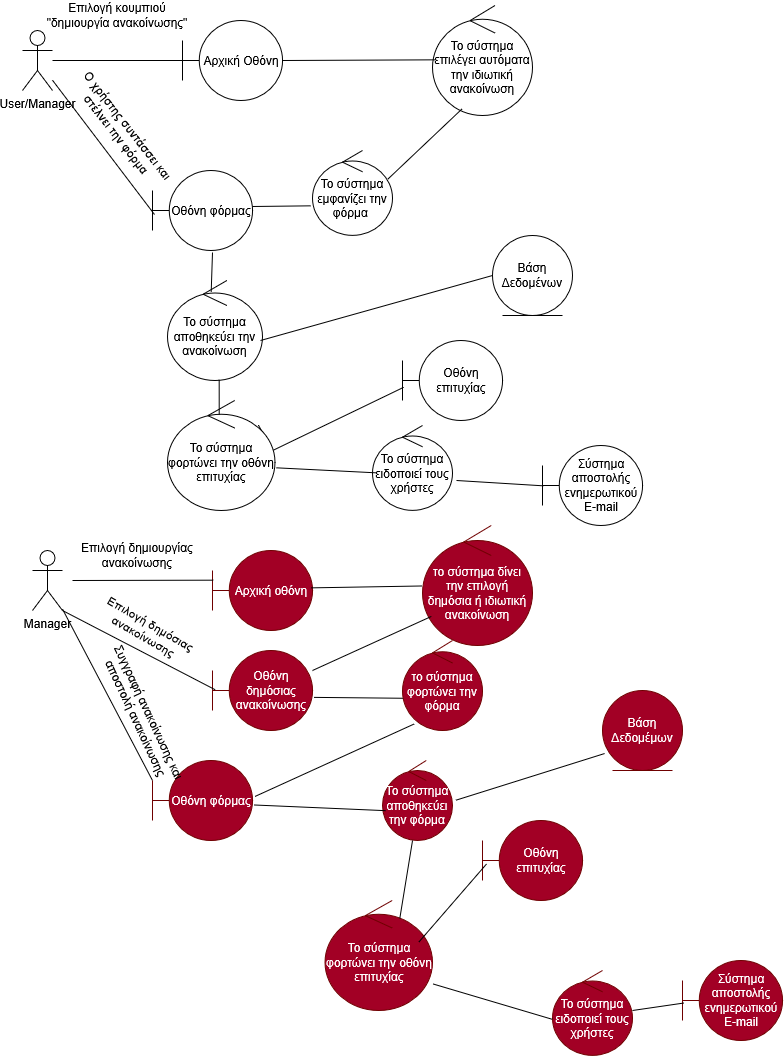 Επιλογή κουμπιού
"δημιουργία ανακοίνωσης"
User/Manager
Αρχική Οθόνη
Το σύστημα
επιλέγει αυτόματα
την ιδιωτική
ανακοίνωση
Ο χρήστης συντάσσει και
στέλνει την φόρμα
Οθόνη φόρμας
Το σύστημα
εμφανίζει την
φόρμα
Βάση
Δεδομένων
Το σύστημα
αποθηκεύει την
ανακοίνωση
Οθόνη
επιτυχίας
Το σύστημα
φορτώνει την οθόνη
επιτυχίας
Το σύστημα
ειδοποιεί τους
χρήστες
Σύστημα
αποστολής
ενημερωτικού
E-mail
Επιλογή δημιουργίας
ανακοίνωσης
Manager
Αρχική οθόνη
το σύστημα δίνει
την επιλογή
δημόσια ή ιδιωτική
ανακοίνωση
Επιλογή δημόσιας
ανακοίνωσης
Οθόνη
δημόσιας
ανακοίνωσης
το σύστημα
φορτώνει την
φόρμα
Συγγραφή ανακοίνωσης και
αποστολή ανακοίνωσης
Οθόνη φόρμας
Το σύστημα
αποθηκεύει
την φόρμα
Βάση
Δεδομέμων
Οθόνη
επιτυχίας
Το σύστημα
φορτώνει την οθόνη
επιτυχίας
Το σύστημα
ειδοποιεί τους
χρήστες
Σύστημα
αποστολής
ενημερωτικού
E-mail